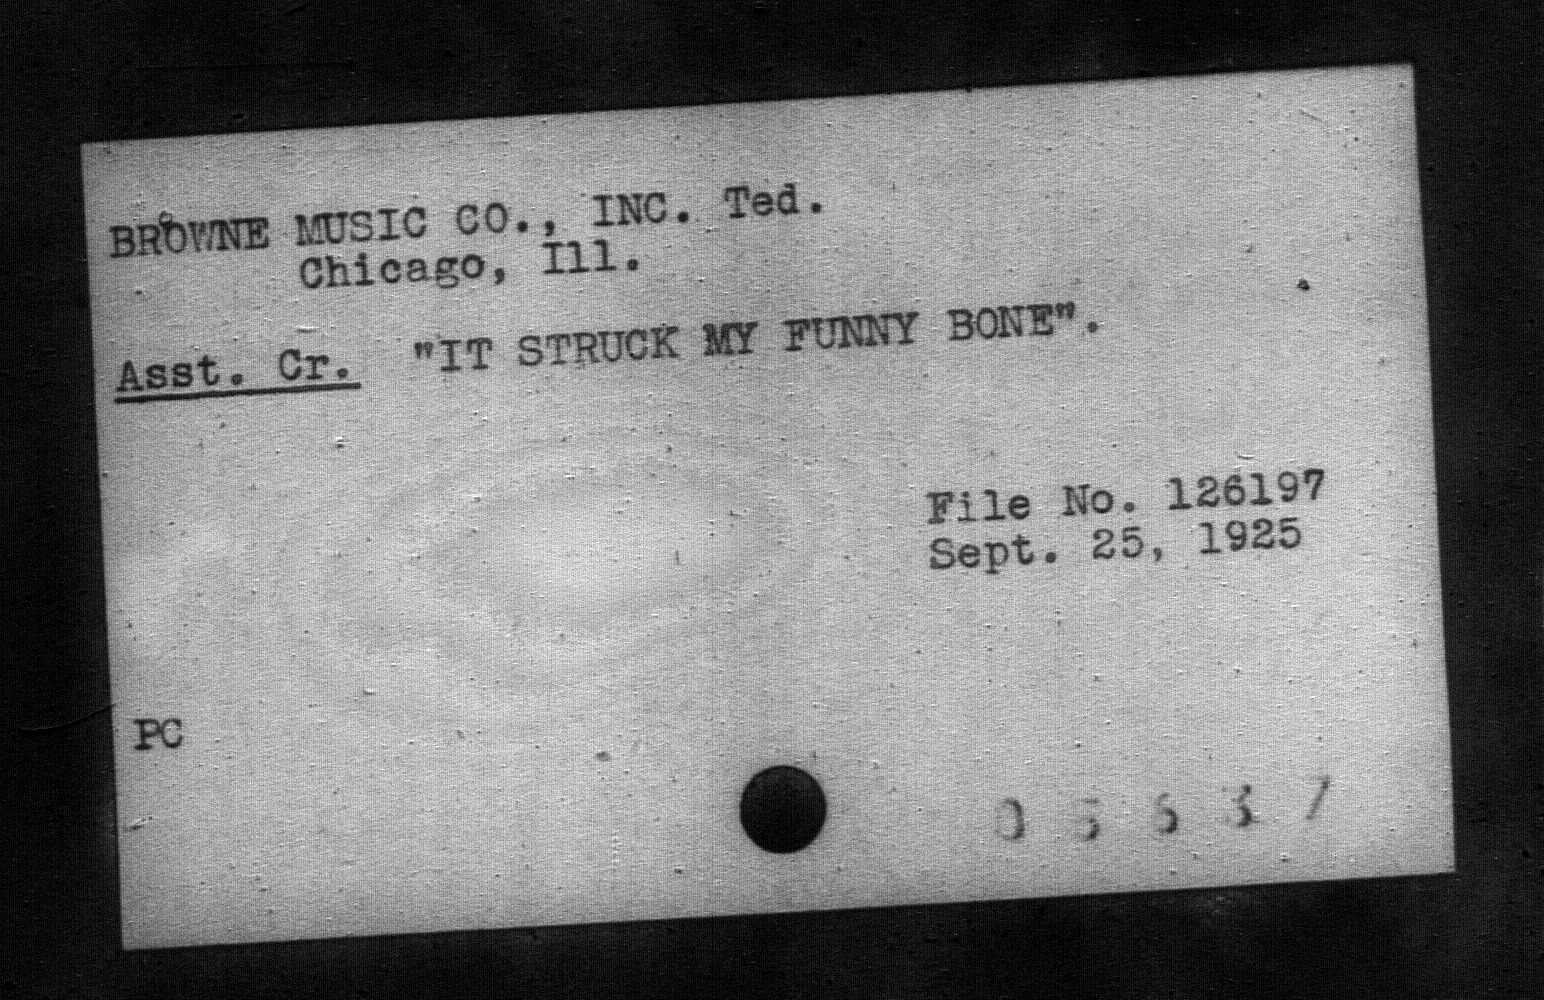 BROWNE MUSIC CO., INC. Ted.
Chicago, Ill.
Asst. Cr. "IT STRUCK MY FUNNY BONE".
File No. 126197
Sept. 25, 1925
PC